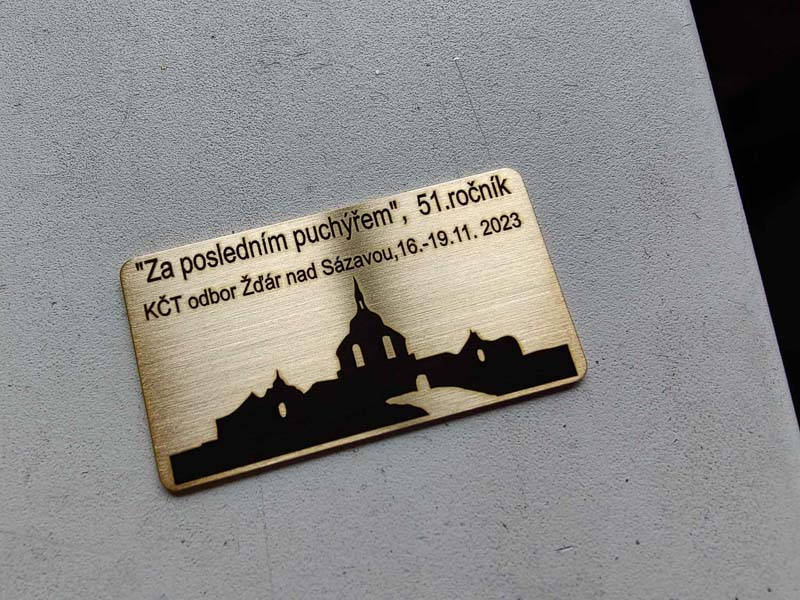 "Za posledním puchýřem", 51.ročník
KČT odbor Žďár nad Sázavou,16.-19.11. 2023